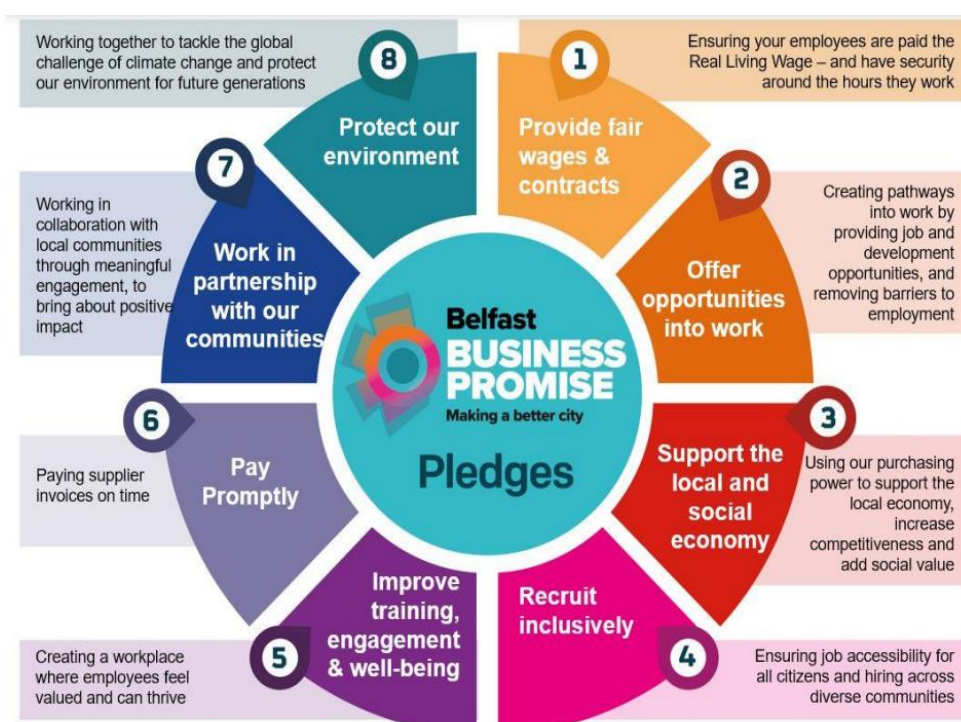 Belfast
BUSINESS
PROMISE
Making a better city
Pledges
1
Provide fair
wages &
contracts
Ensuring your employees are paid the
Real Living Wage – and have security
around the hours they work
2
Offer
opportunities
into work
Creating pathways
into work by
providing job and
development
opportunities, and
removing barriers to
employment
3
Support the
local and
social
economy
Using our purchasing
power to support the
local economy,
increase
competitiveness and
add social value
4
Recruit
inclusively
Ensuring job accessibility for
all citizens and hiring across
diverse communities
5
Improve
training,
engagement
& well-being
Creating a workplace
where employees feel
valued and can thrive
6
Pay
Promptly
Paying supplier
invoices on time
7
Work in
partnership
with our
communities
Working in
collaboration with
local communities
through meaningful
engagement, to
bring about positive
impact
8
Protect our
environment
Working together to tackle the global
challenge of climate change and protect
our environment for future generations